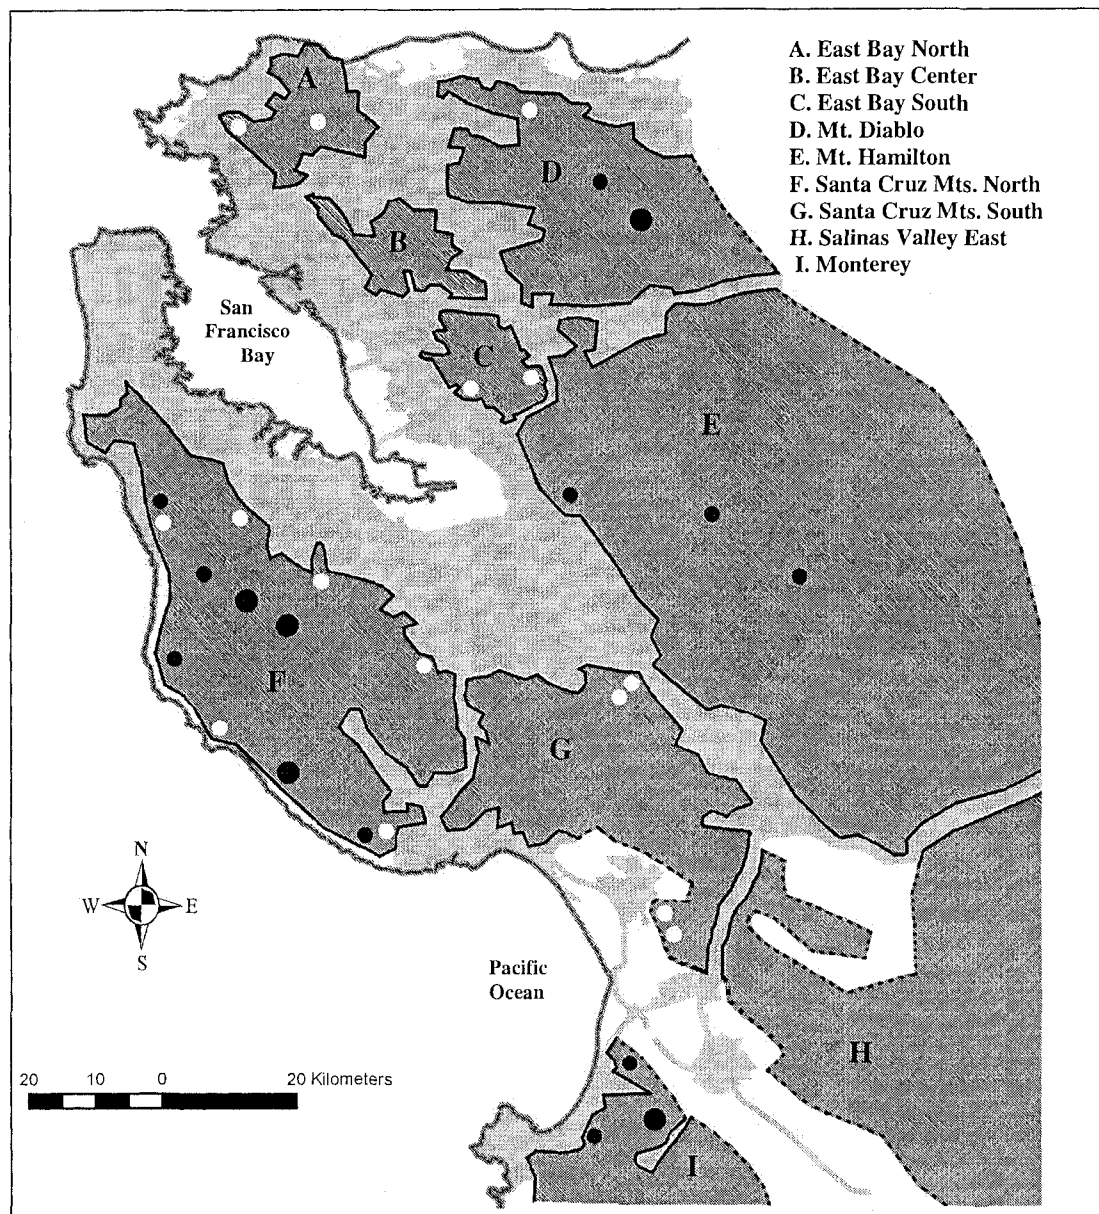 A. East Bay North
B. East Bay Center
C. East Bay South
D. Mt. Diablo
E. Mt. Hamilton
F. Santa Cruz Mts. North
G. Santa Cruz Mts. South
H. Salinas Valley East
I. Monterey
A
D
B
San
Francisco
Bay
C
E
F
G
N
W E
S
Pacific
Ocean
H
20 10 0 20 Kilometers
I